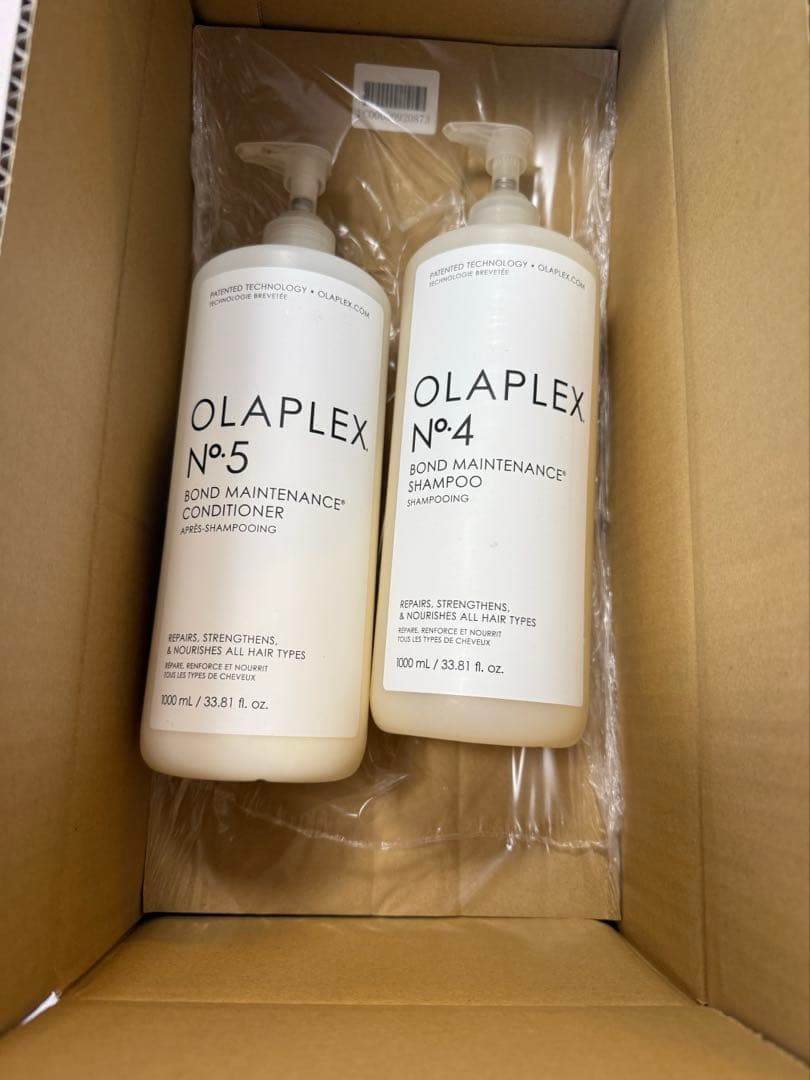 PATENTED TECHNOLOGY • OLAPLEX.COM
TECHNOLOGIE BREVETÉE
OLAPLEX.
Nº.5
BOND MAINTENANCE®
CONDITIONER
APRÈS-SHAMPOOING
REPAIRS, STRENGTHENS,
& NOURISHES ALL HAIR TYPES
RÉPARE, RENFORCE ET NOURRIT
TOUS LES TYPES DE CHEVEUX
1000 mL / 33.81 fl. oz.
PATENTED TECHNOLOGY • OLAPLEX.COM
TECHNOLOGIE BREVETÉE
OLAPLEX.
Nº.4
BOND MAINTENANCE®
SHAMPOO
SHAMPOOING
REPAIRS, STRENGTHENS,
& NOURISHES ALL HAIR TYPES
RÉPARE, RENFORCE ET NOURRIT
TOUS LES TYPES DE CHEVEUX
1000 mL / 33.81 fl. oz.